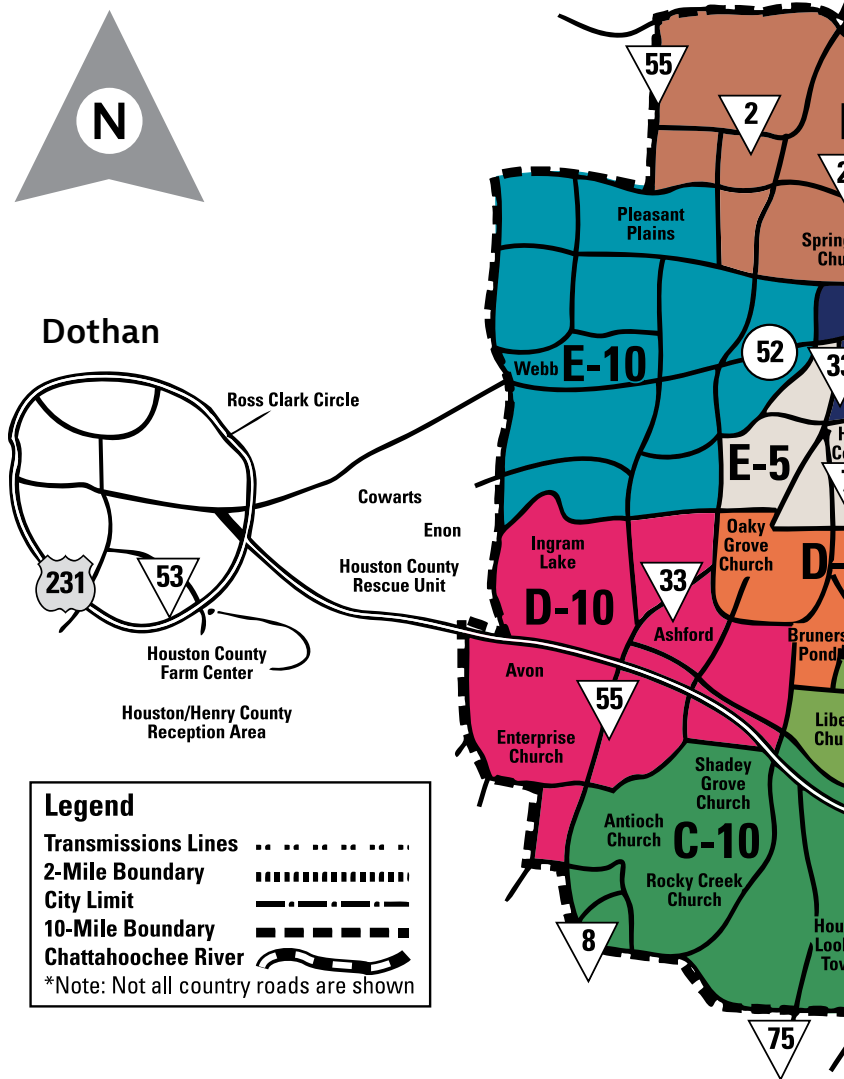 N
55
2
Pleasant
Plains
Dothan
52
Webb
E-10
Ross Clark Circle
E-5
Cowarts
Enon
Houston County
Rescue Unit
Ingram
Lake
Oaky
Grove
Church
D-10
231
53
33
Ashford
Houston County
Farm Center
Avon
55
Houston/Henry County
Reception Area
Enterprise
Church
Shadey
Grove
Church
Antioch
Church
C-10
Rocky Creek
Church
8
75
Legend
Transmissions Lines
2-Mile Boundary
City Limit
10-Mile Boundary
Chattahoochee River
*Note: Not all country roads are shown